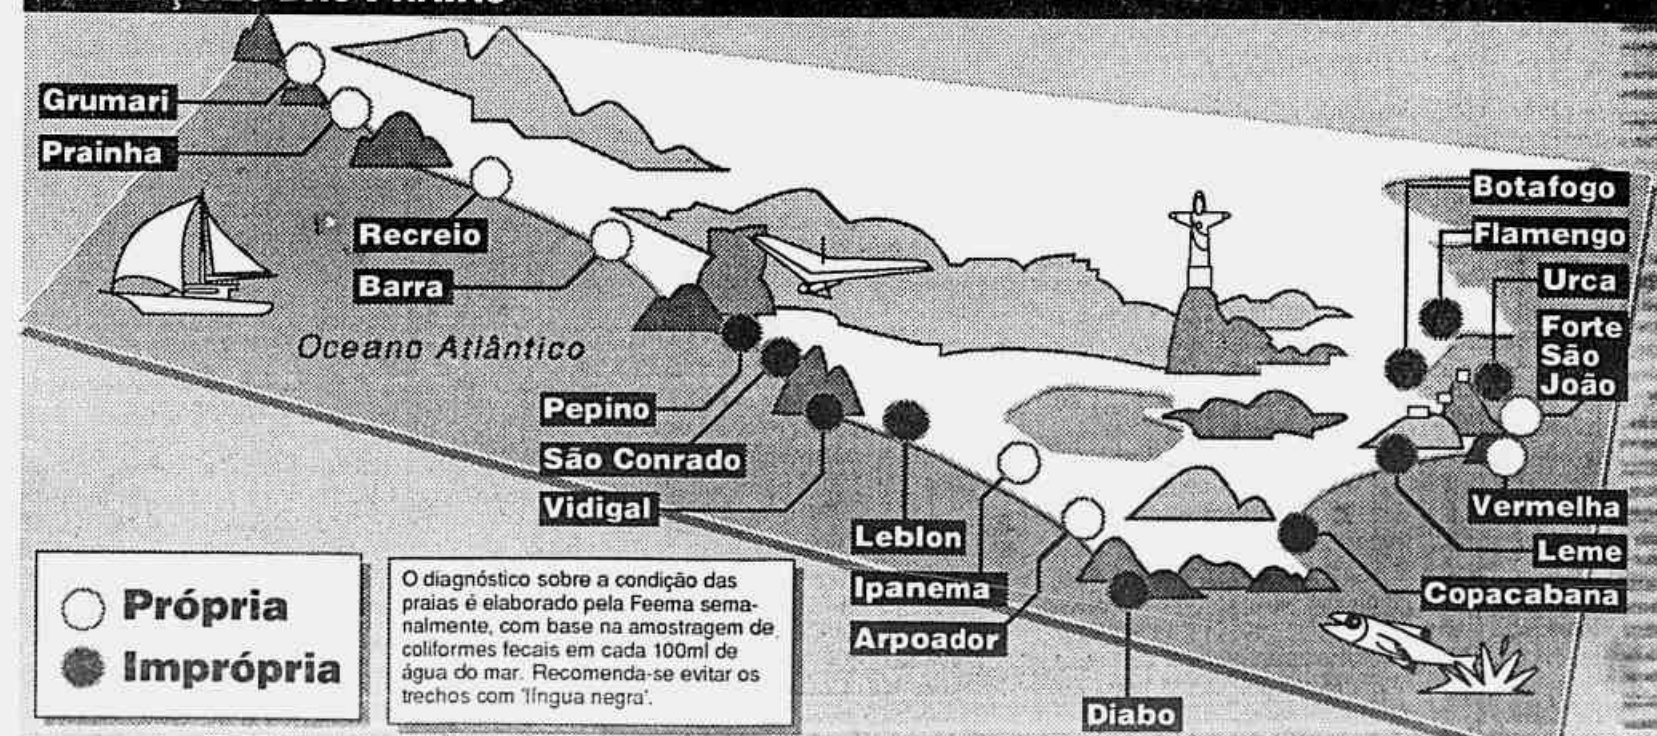 Grumari
Prainha
Recreio
Barra
Oceano Atlântico
Pepino
São Conrado
Vidigal
Leblon
Ipanema
Arpoador
Diabo
Botafogo
Flamengo
Urca
Forte
São
João
Vermelha
Leme
Copacabana
Própria
Imprópria
O diagnóstico sobre a condição das
praias é elaborado pela Feema sema-
nalmente, com base na amostragem de
coliformes fecais em cada 100ml de
água do mar. Recomenda-se evitar os
trechos com 'língua negra'.